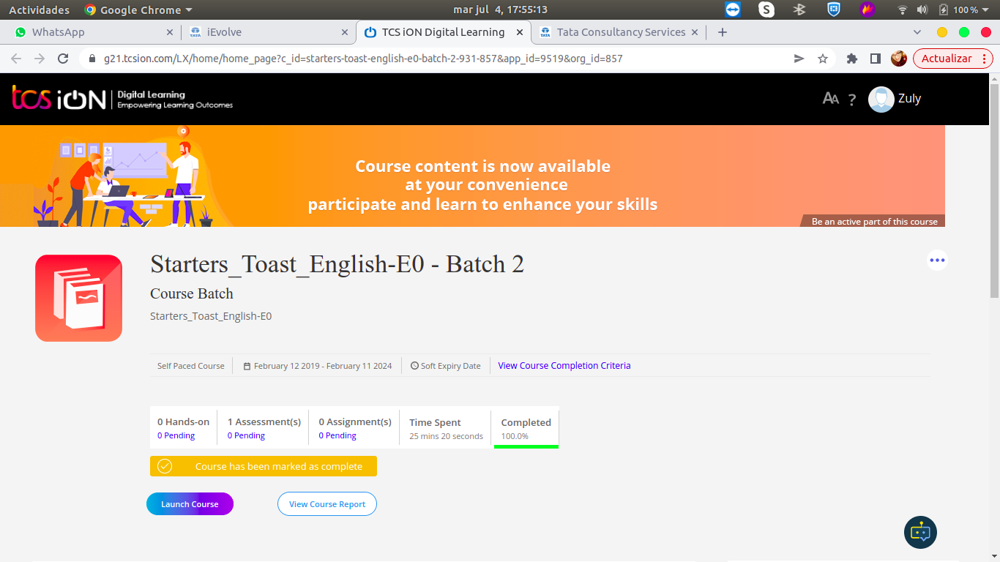 Actividades
Google Chrome
mar jul 4, 17:55:13
100 %
WhatsApp
iEvolve
TCS iON Digital Learning
Tata Consultancy Services
g21.tcsion.com/LX/home/home_page?c_id=starters-toast-english-e0-batch-2-931-857&app_id=9519&org_id=857
Actualizar
tcs iON
Digital Learning
Empowering Learning Outcomes
AA ?
Zuly
Course content is now available
at your convenience
participate and learn to enhance your skills
Be an active part of this course
Starters_Toast_English-E0 - Batch 2
Course Batch
Starters_Toast_English-E0
Self Paced Course
February 12 2019 - February 11 2024
Soft Expiry Date
View Course Completion Criteria
0 Hands-on
0 Pending
1 Assessment(s)
0 Pending
0 Assignment(s)
0 Pending
Time Spent
25 mins 20 seconds
Completed
100.0%
Course has been marked as complete
Launch Course
View Course Report